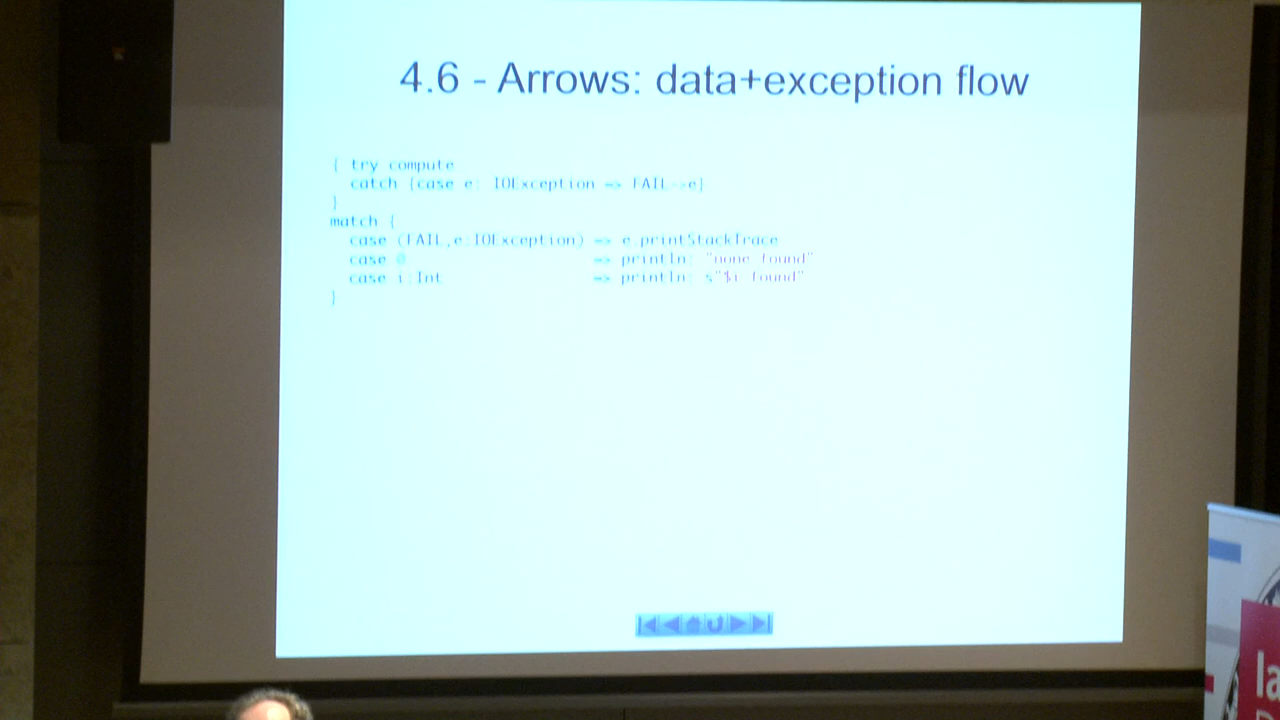 4.6 - Arrows: data+exception flow
{ try compute
catch {case e: IOException => FAIL->e}
}
match {
case (FAIL,e:IOException) => e.printStackTrace
case 0 => println: "none found"
case i:Int => println: s"$i found"
}
la